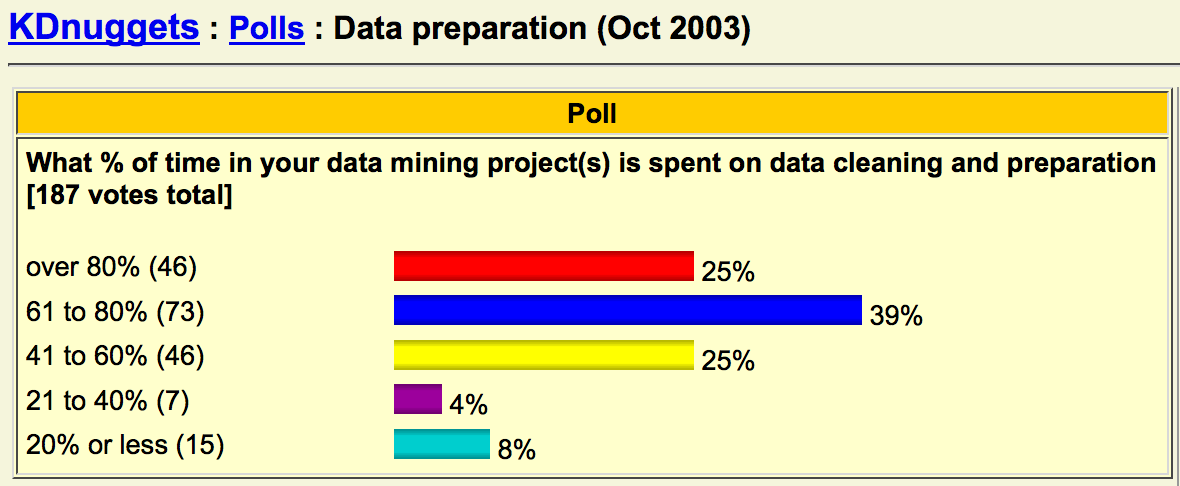 KDnuggets : Polls : Data preparation (Oct 2003)
Poll
What % of time in your data mining project(s) is spent on data cleaning and preparation
[187 votes total]
over 80% (46) 25%
61 to 80% (73) 39%
41 to 60% (46) 25%
21 to 40% (7) 4%
20% or less (15) 8%